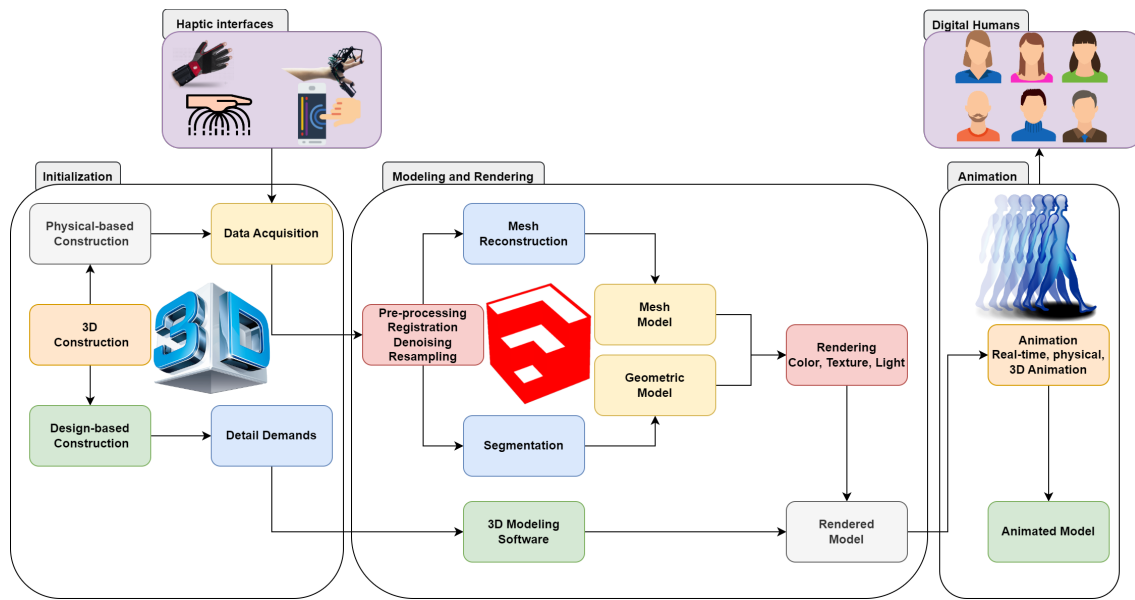 Haptic interfaces
Digital Humans
Initialization
Physical-based
Construction
Data Acquisition
3D
Construction
3D
Design-based
Construction
Detail Demands
Modeling and Rendering
Mesh
Reconstruction
Pre-processing
Registration
Denoising
Resampling
Mesh
Model
Geometric
Model
Segmentation
Rendering
Color, Texture, Light
3D Modeling
Software
Rendered
Model
Animation
Animation
Real-time, physical,
3D Animation
Animated Model